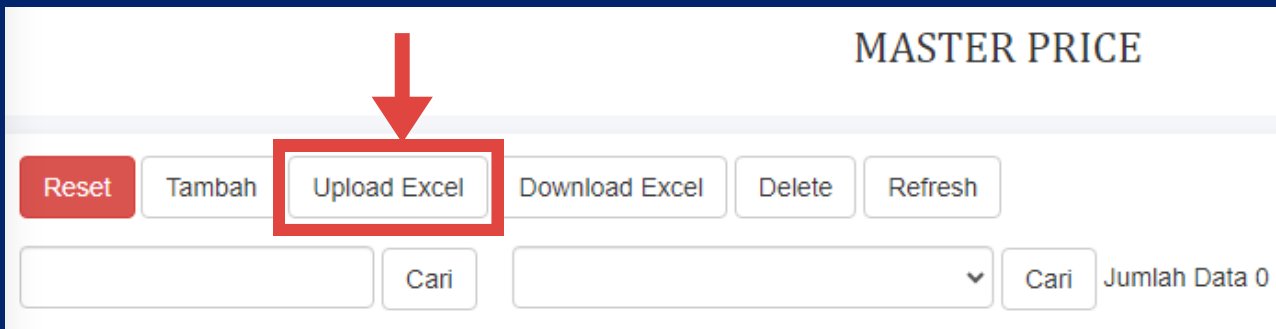 MASTER PRICE
Reset Tambah Upload Excel Download Excel Delete Refresh
Cari Cari Jumlah Data 0